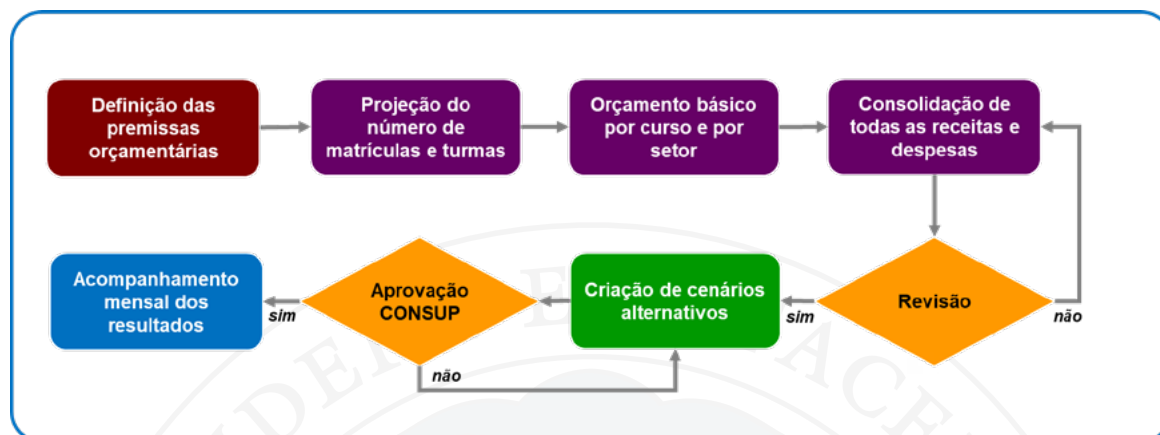 Definição das
premissas
orçamentárias
Projeção do
número de
matrículas e turmas
Orçamento básico
por curso e por
setor
Consolidação de
todas as receitas e
despesas
Revisão
não
sim
Criação de cenários
alternativos
Aprovação
CONSUP
não
sim
Acompanhamento
mensal dos
resultados